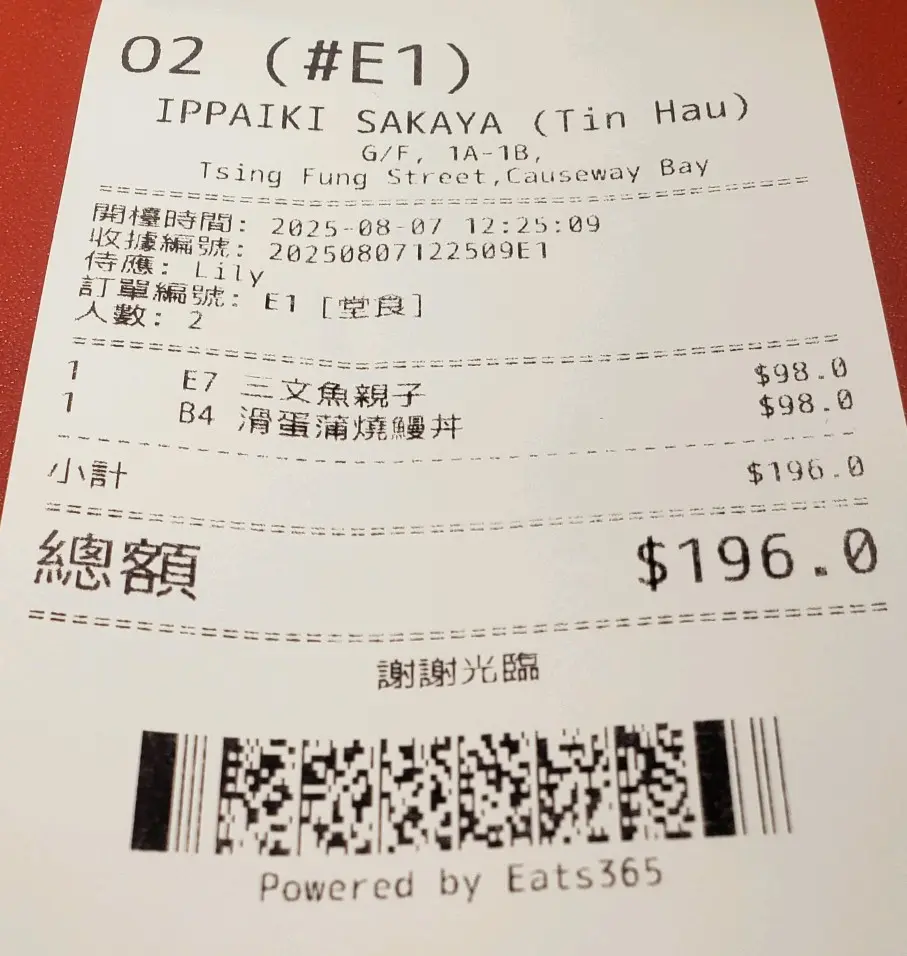 02 (#E1)
IPPAIKI SAKAYA (Tin Hau)
G/F, 1A-1B,
Tsing Fung Street,Causeway Bay
開檯時間: 2025-08-07 12:25:09
收據編號: 20250807122509E1
侍應: Lily
訂單編號: E1 [堂食]
人數: 2
1 E7 三文魚親子 $98.0
1 B4 滑蛋蒲燒鰻丼 $98.0
小計 $196.0
總額 $196.0
謝謝光臨
Powered by Eats365